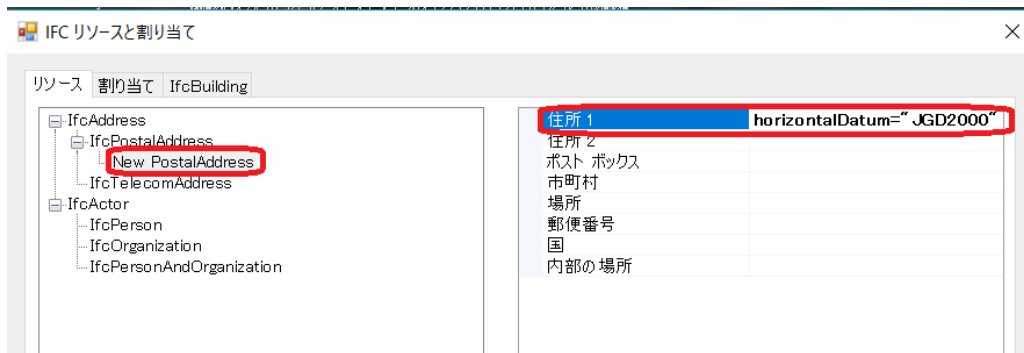 IFC リソースと割り当て
リソース 割り当て IfcBuilding
IfcAddress
IfcPostalAddress
New PostalAddress
IfcTelecomAddress
IfcActor
IfcPerson
IfcOrganization
IfcPersonAndOrganization
住所 1 horizontalDatum="JGD2000"
住所 2
ポスト ボックス
市町村
場所
郵便番号
国
内部の場所